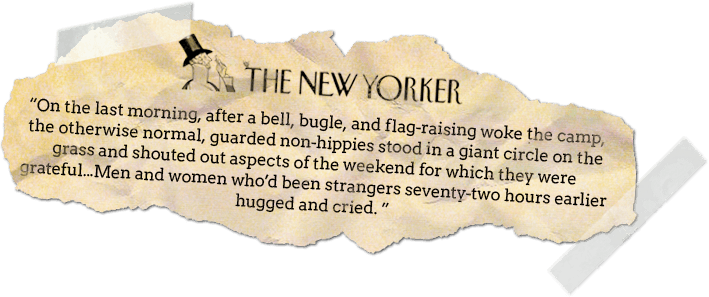 THE NEW YORKER
“On the last morning, after a bell, bugle, and flag-raising woke the camp,
the otherwise normal, guarded non-hippies stood in a giant circle on the
grass and shouted out aspects of the weekend for which they were
grateful...Men and women who’d been strangers seventy-two hours earlier
hugged and cried. ”